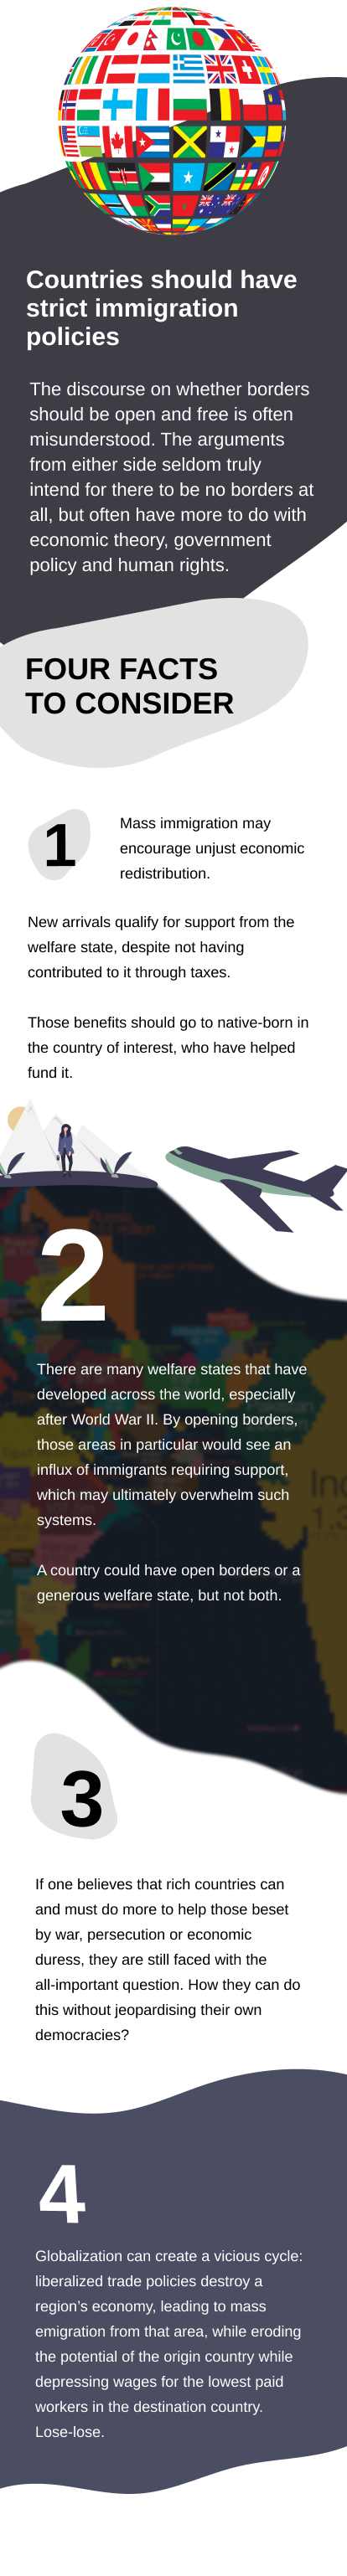 Countries should have
strict immigration
policies
The discourse on whether borders
should be open and free is often
misunderstood. The arguments
from either side seldom truly
intend for there to be no borders at
all, but often have more to do with
economic theory, government
policy and human rights.
FOUR FACTS
TO CONSIDER
1
Mass immigration may
encourage unjust economic
redistribution.
New arrivals qualify for support from the
welfare state, despite not having
contributed to it through taxes.
Those benefits should go to native-born in
the country of interest, who have helped
fund it.
2
There are many welfare states that have
developed across the world, especially
after World War II. By opening borders,
those areas in particular would see an
influx of immigrants requiring support,
which may ultimately overwhelm such
systems.
A country could have open borders or a
generous welfare state, but not both.
3
If one believes that rich countries can
and must do more to help those beset
by war, persecution or economic
duress, they are still faced with the
all-important question. How they can do
this without jeopardising their own
democracies?
4
Globalization can create a vicious cycle:
liberalized trade policies destroy a
region's economy, leading to mass
emigration from that area, while eroding
the potential of the origin country while
depressing wages for the lowest paid
workers in the destination country.
Lose-lose.